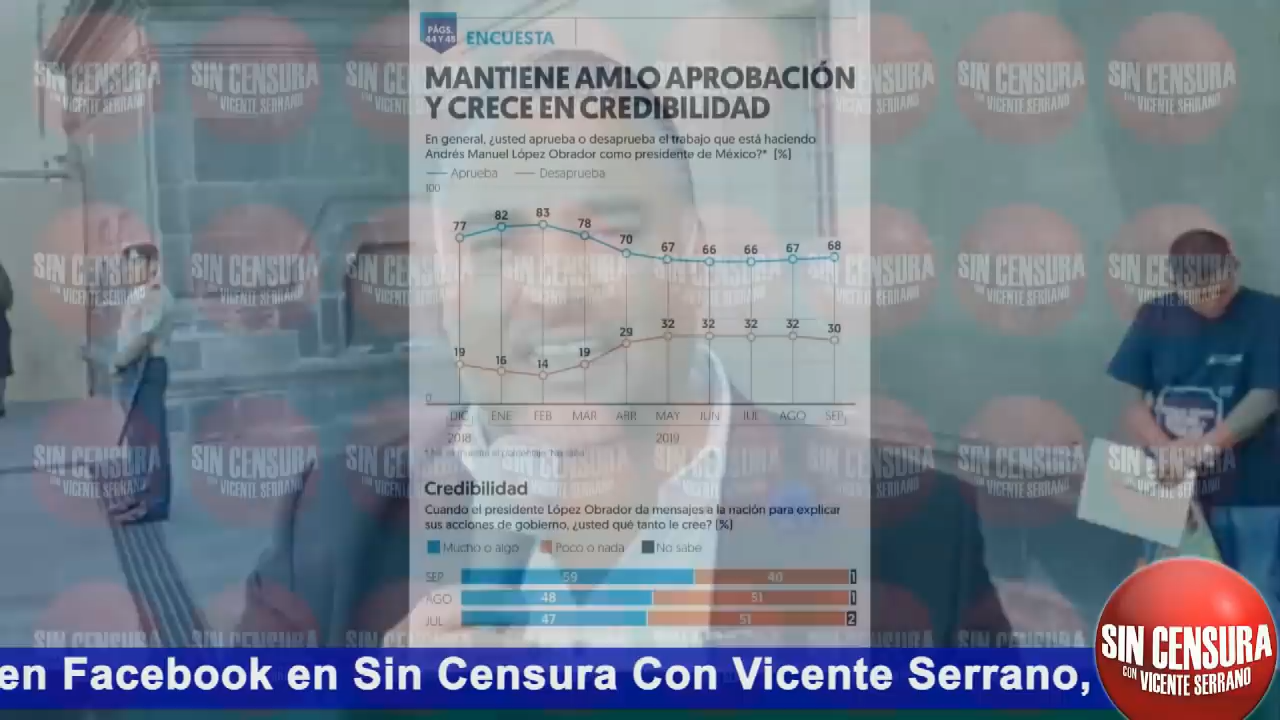 PÁGS.
44 Y 45
ENCUESTA
MANTIENE AMLO APROBACIÓN
Y CRECE EN CREDIBILIDAD
En general, ¿usted aprueba o desaprueba el trabajo que está haciendo
Andrés Manuel López Obrador como presidente de México?* [%]
Aprueba Desaprueba
100
77 82 83 78 70 67 66 66 67 68
19 16 14 19 29 32 32 32 32 30
0
DIC ENE FEB MAR ABR MAY JUN JUL AGO SEP
2018 2019
Credibilidad
Cuando el presidente López Obrador da mensajes a la nación para explicar
sus acciones de gobierno, ¿usted qué tanto le cree? [%]
Mucho o algo Poco o nada No sabe
SEP 59 40 1
AGO 48 51 1
JUL 47 51 2
en Facebook en Sin Censura Con Vicente Serrano,
SIN CENSURA
CON VICENTE SERRANO